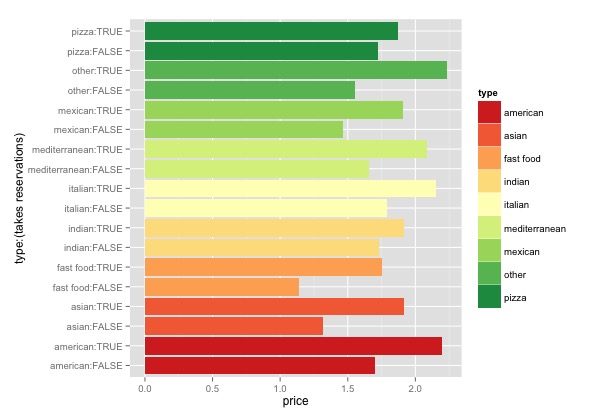 pizza:TRUE
pizza:FALSE
other:TRUE
other:FALSE
mexican:TRUE
mexican:FALSE
mediterranean:TRUE
mediterranean:FALSE
italian:TRUE
italian:FALSE
indian:TRUE
indian:FALSE
fast food:TRUE
fast food:FALSE
asian:TRUE
asian:FALSE
american:TRUE
american:FALSE
type:(takes reservations)
0.0 0.5 1.0 1.5 2.0
price
type
american
asian
fast food
indian
italian
mediterranean
mexican
other
pizza